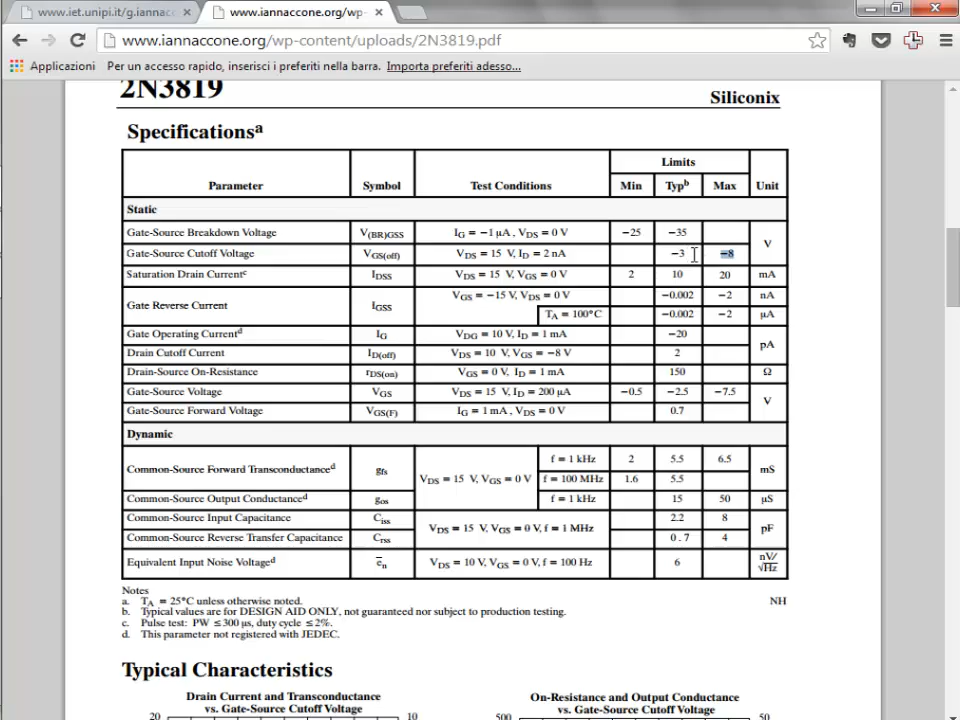 www.iet.unipi.it/g.iannacc
www.iannaccone.org/wp-
www.iannaccone.org/wp-content/uploads/2N3819.pdf
Applicazioni Per un accesso rapido, inserisci i preferiti nella barra. Importa preferiti adesso...
2N3819
Siliconix
Specificationsa
Limits
Parameter Symbol Test Conditions Min Typb Max Unit
Static
Gate-Source Breakdown Voltage V(BR)GSS IG = −1 µA , VDS = 0 V −25 −35 V
Gate-Source Cutoff Voltage VGS(off) VDS = 15 V, ID = 2 nA −3 −8
Saturation Drain Currentc IDSS VDS = 15 V, VGS = 0 V 2 10 20 mA
Gate Reverse Current IGSS VGS = −15 V, VDS = 0 V −0.002 −2 nA
TA = 100°C −0.002 −2 µA
Gate Operating Currentd IG VDG = 10 V, ID = 1 mA −20 pA
Drain Cutoff Current ID(off) VDS = 10 V, VGS = −8 V 2
Drain-Source On-Resistance rDS(on) VGS = 0 V, ID = 1 mA 150 Ω
Gate-Source Voltage VGS VDS = 15 V, ID = 200 µA −0.5 −2.5 −7.5 V
Gate-Source Forward Voltage VGS(F) IG = 1 mA , VDS = 0 V 0.7
Dynamic
Common-Source Forward Transconductanced gfs VDS = 15 V, VGS = 0 V f = 1 kHz 2 5.5 6.5 mS
f = 100 MHz 1.6 5.5
Common-Source Output Conductanced gos f = 1 kHz 15 50 µS
Common-Source Input Capacitance Ciss VDS = 15 V, VGS = 0 V, f = 1 MHz 2.2 8 pF
Common-Source Reverse Transfer Capacitance Crss 0.7 4
Equivalent Input Noise Voltaged en VDS = 10 V, VGS = 0 V, f = 100 Hz 6 nV/√Hz
Notes
a. TA = 25°C unless otherwise noted. NH
b. Typical values are for DESIGN AID ONLY, not guaranteed nor subject to production testing.
c. Pulse test: PW ≤ 300 µs, duty cycle ≤ 2%.
d. This parameter not registered with JEDEC.
Typical Characteristics
Drain Current and Transconductance
vs. Gate-Source Cutoff Voltage
20 10
On-Resistance and Output Conductance
vs. Gate-Source Cutoff Voltage
500 50